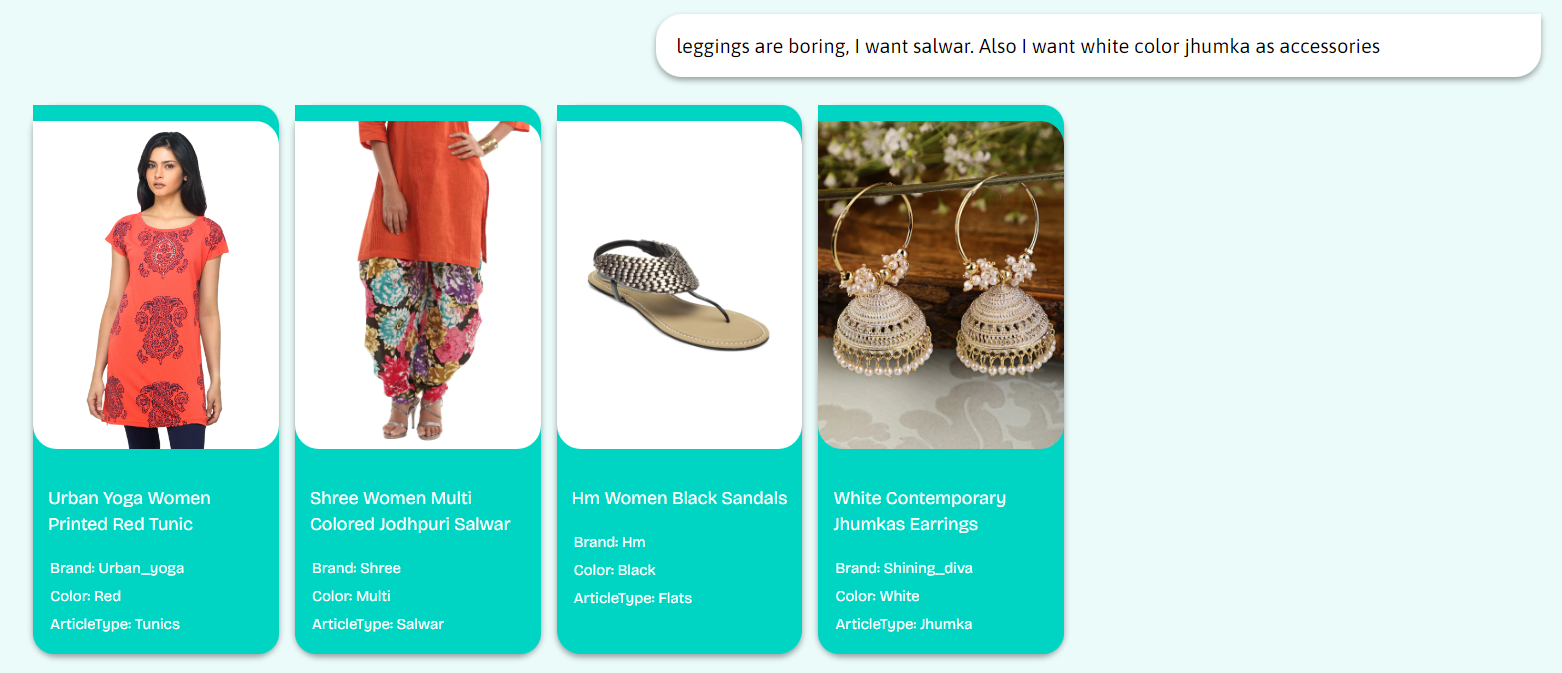 leggings are boring, I want salwar. Also I want white color jhumka as accessories
Urban Yoga Women
Printed Red Tunic
Brand: Urban_yoga
Color: Red
ArticleType: Tunics
Shree Women Multi
Colored Jodhpuri Salwar
Brand: Shree
Color: Multi
ArticleType: Salwar
Hm Women Black Sandals
Brand: Hm
Color: Black
ArticleType: Flats
White Contemporary
Jhumkas Earrings
Brand: Shining_diva
Color: White
ArticleType: Jhumka